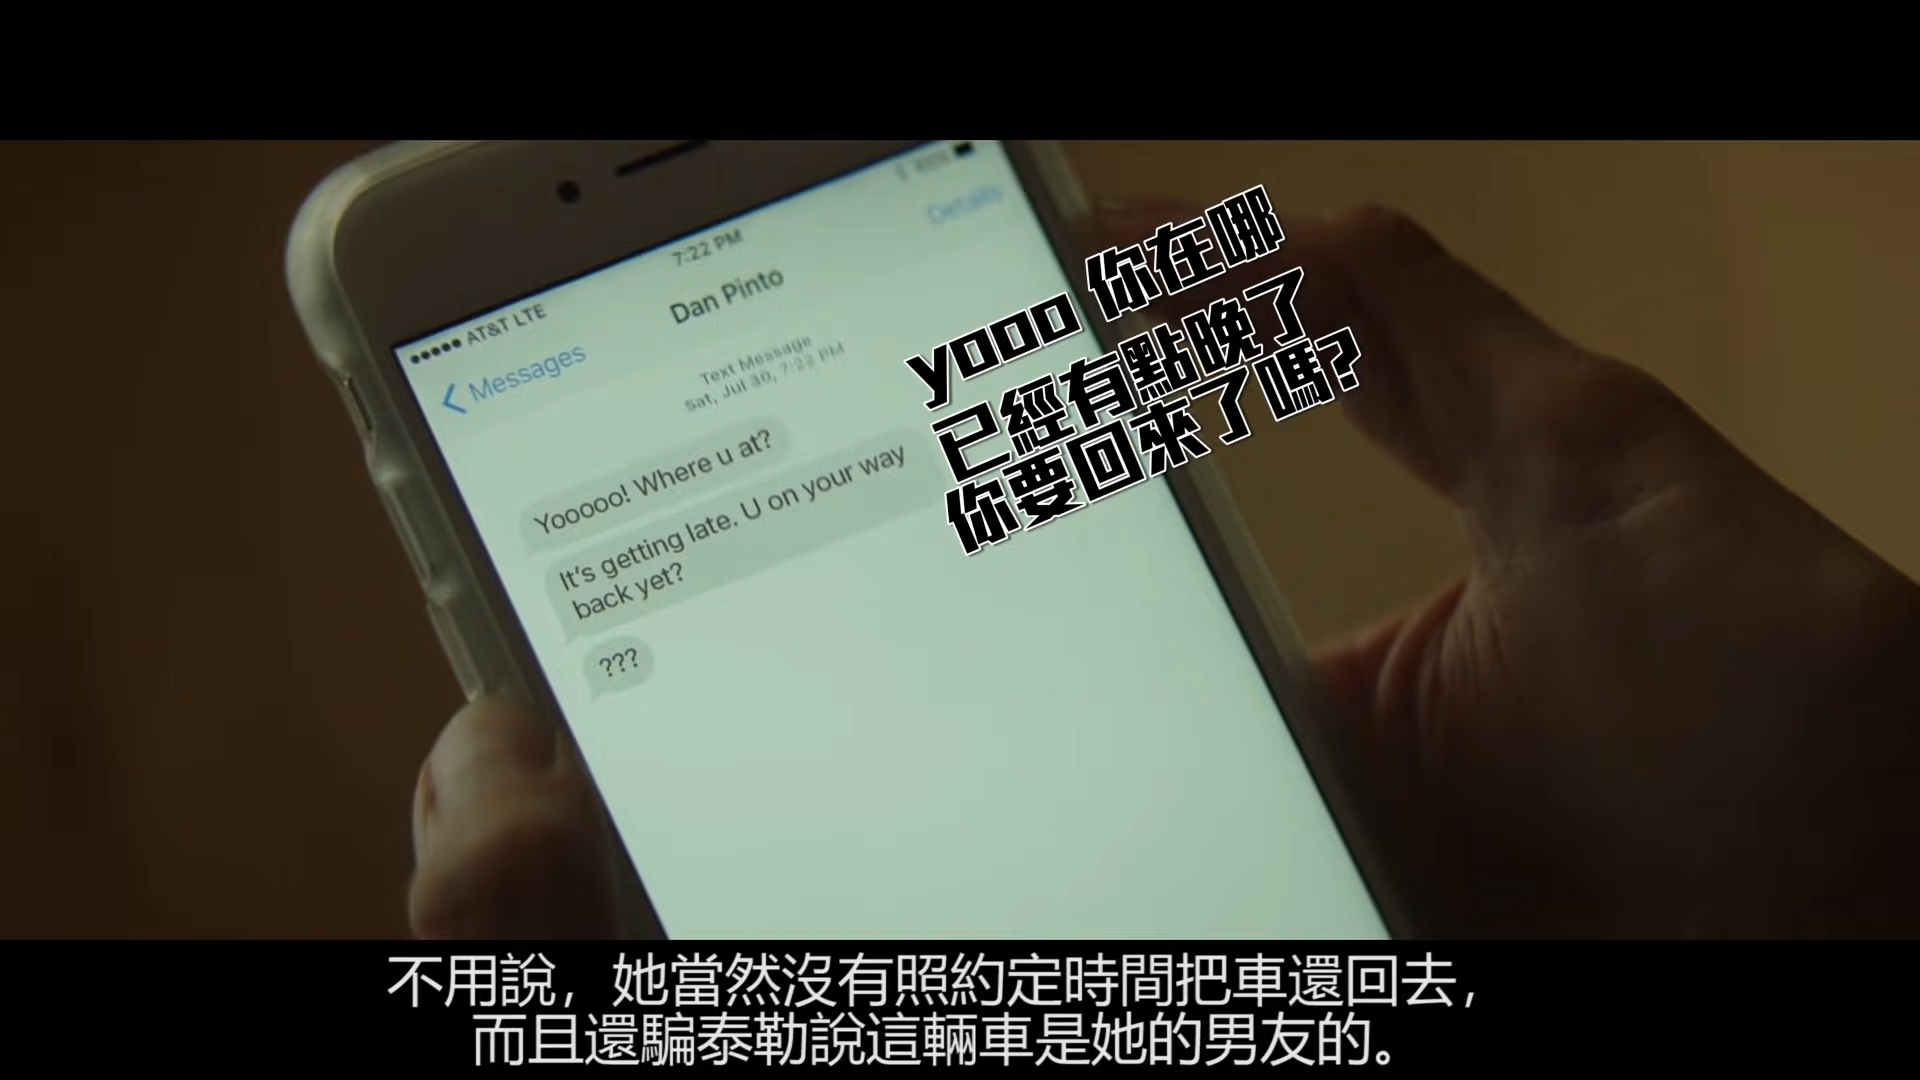 ●●●●● AT&T LTE
7:22 PM
Messages
Dan Pinto
Details
Text Message
Sat, Jul 30, 7:22 PM
Yooooo! Where u at?
It's getting late. U on your way
back yet?
???
yooo 你在哪
已經有點晚了
你要回來了嗎?
不用說，她當然沒有照約定時間把車還回去，
而且還騙泰勒說這輛車是她的男友的。